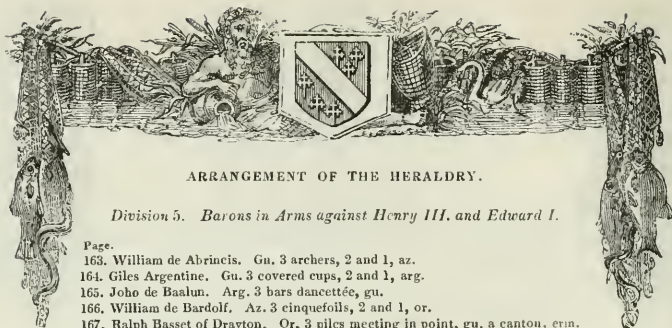 ARRANGEMENT OF THE HERALDRY.
Division 5. Barons in Arms against Henry III. and Edward I.
Page.
163. William de Abrincis. Gu. 3 archers, 2 and 1, az.
164. Giles Argentine. Gu. 3 covered cups, 2 and 1, arg.
165. John de Baalun. Arg. 3 bars dancettée, gu.
166. William de Bardolf. Az. 3 cinquefoils, 2 and 1, or.
167. Ralph Basset of Drayton. Or, 3 piles meeting in point, gu. a canton, erm.